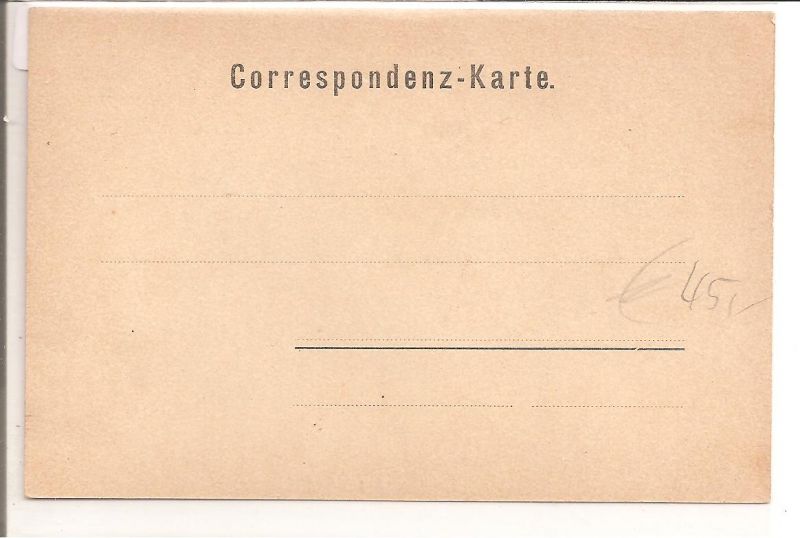 Correspondenz-Karte.
€ 45,-